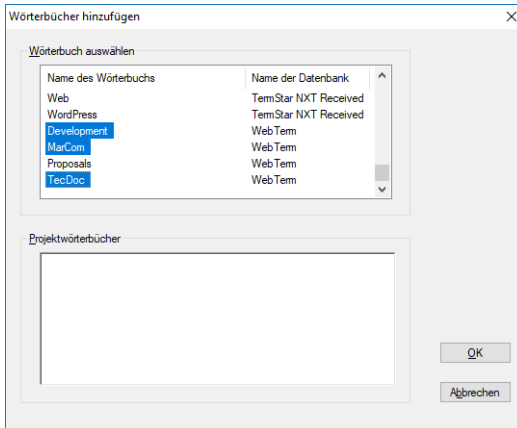 Wörterbücher hinzufügen
Wörterbuch auswählen
Name des Wörterbuchs Name der Datenbank
Web TermStar NXT Received
WordPress TermStar NXT Received
Development WebTerm
MarCom WebTerm
Proposals WebTerm
TecDoc WebTerm
Projektwörterbücher
OK
Abbrechen